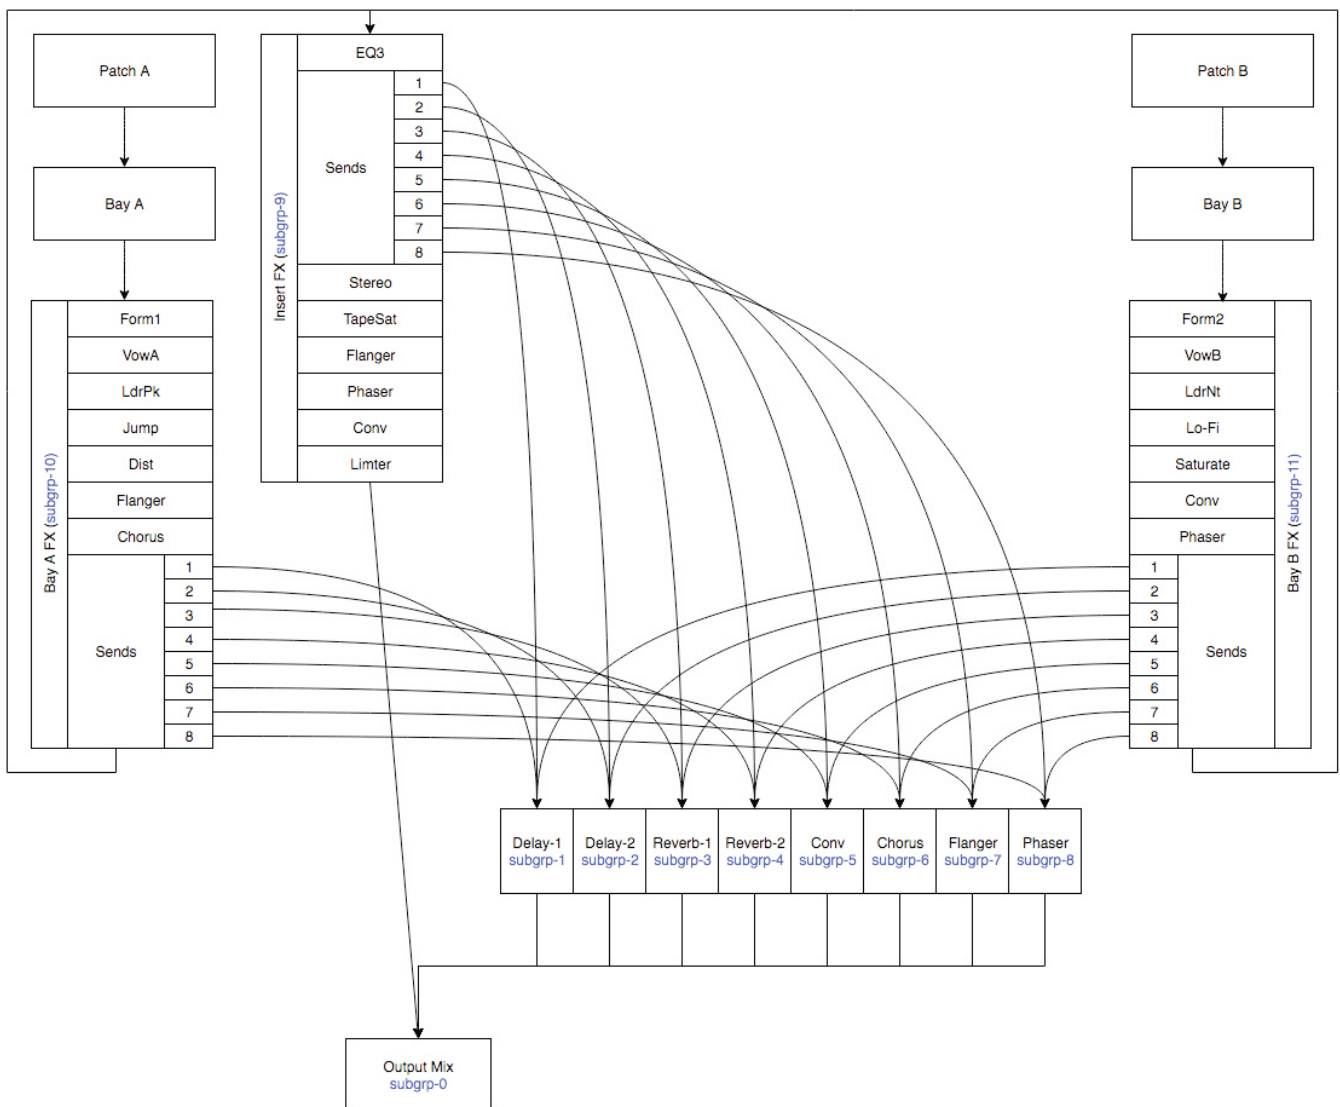 Patch A
Bay A
Bay A FX (subgrp-10)
Form1
VowA
LdrPk
Jump
Dist
Flanger
Chorus
Sends
1
2
3
4
5
6
7
8
Insert FX (subgrp-9)
EQ3
Sends
1
2
3
4
5
6
7
8
Stereo
TapeSat
Flanger
Phaser
Conv
Limter
Patch B
Bay B
Form2
VowB
LdrNt
Lo-Fi
Saturate
Conv
Phaser
1
2
3
4
5
6
7
8
Sends
Bay B FX (subgrp-11)
Delay-1
subgrp-1
Delay-2
subgrp-2
Reverb-1
subgrp-3
Reverb-2
subgrp-4
Conv
subgrp-5
Chorus
subgrp-6
Flanger
subgrp-7
Phaser
subgrp-8
Output Mix
subgrp-0